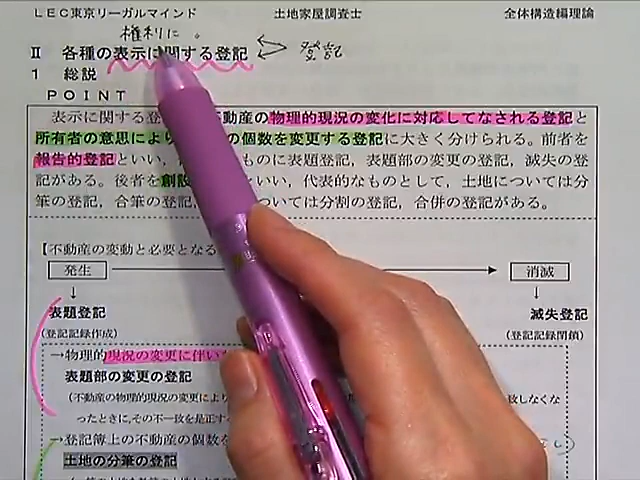 LEC東京リーガルマインド 土地家屋調査士 全体構造編理論
権利に。
Ⅱ 各種の表示に関する登記
1 総説
POINT
表示に関する登 不動産の物理的現況の変化に対応してなされる登記と
所有者の意思により の個数を変更する登記に大きく分けられる。前者を
報告的登記といい， ものに表題登記，表題部の変更の登記，滅失の登
記がある。後者を創設 いい，代表的なものとして，土地については分
筆の登記，合筆の登記， ついては分割の登記，合併の登記がある。
【不動産の変動と必要となる
発生 消滅
↓ ↓
表題登記 滅失登記
(登記記録作成) (登記記録閉鎖)
→物理的現況の変更に伴い
表題部の変更の登記
(不動産の物理的現況の変更により 致しなくな
ったときに，その不一致を是正す
→登記簿上の不動産の個数を
土地の分筆の登記